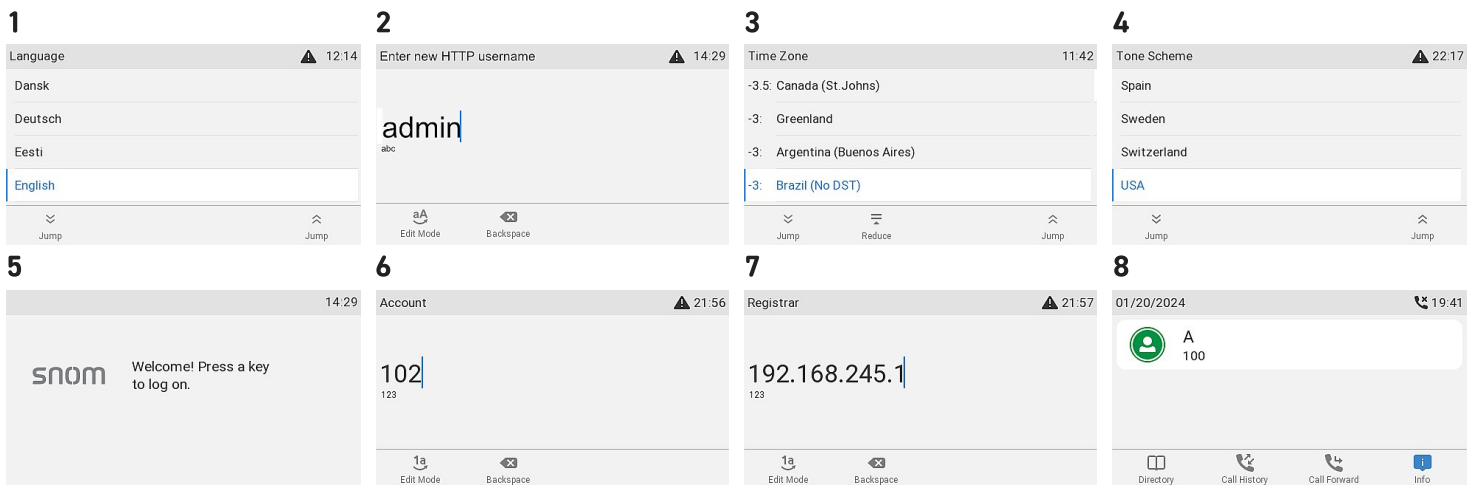 1
Language 12:14
Dansk
Deutsch
Eesti
English
Jump Jump
2
Enter new HTTP username 14:29
admin
abc
aA
Edit Mode Backspace
3
Time Zone 11:42
-3.5: Canada (St.Johns)
-3: Greenland
-3: Argentina (Buenos Aires)
-3: Brazil (No DST)
Jump Reduce Jump
4
Tone Scheme 22:17
Spain
Sweden
Switzerland
USA
Jump Jump
5
14:29
snom
Welcome! Press a key
to log on.
6
Account 21:56
102
123
1a
Edit Mode Backspace
7
Registrar 21:57
192.168.245.1
123
1a
Edit Mode Backspace
8
01/20/2024 19:41
A
100
Directory Call History Call Forward Info